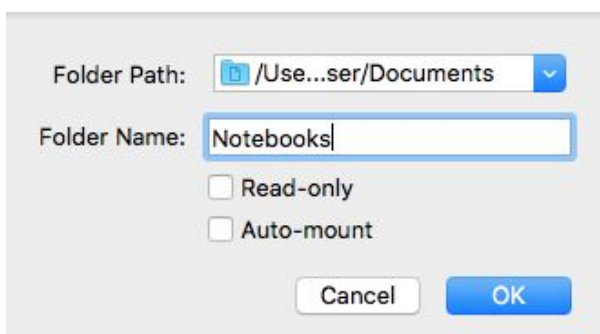 Folder Path: /Use...ser/Documents
Folder Name: Notebooks
Read-only
Auto-mount
Cancel OK